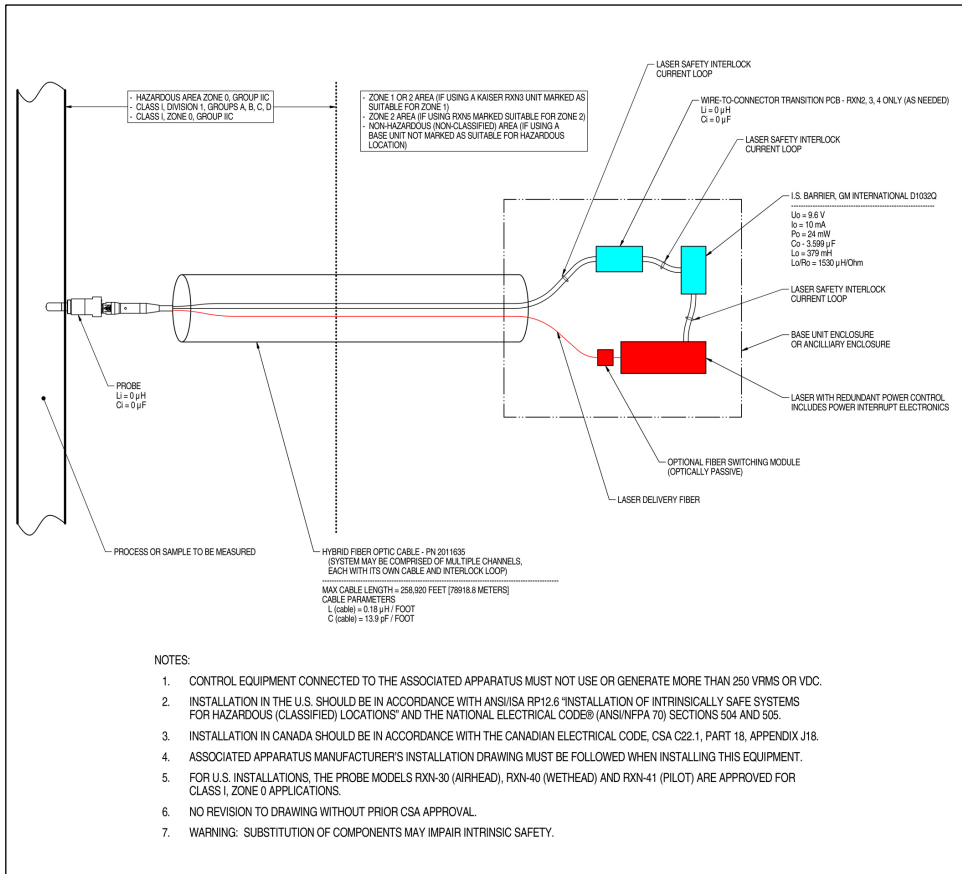 - HAZARDOUS AREA ZONE 0, GROUP IIC
- CLASS I, DIVISION 1, GROUPS A, B, C, D
- CLASS I, ZONE 0, GROUP IIC
- ZONE 1 OR 2 AREA (IF USING A KAISER RXN3 UNIT MARKED AS
SUITABLE FOR ZONE 1)
- ZONE 2 AREA (IF USING RXN5 MARKED SUITABLE FOR ZONE 2)
- NON-HAZARDOUS (NON-CLASSIFIED) AREA (IF USING A
BASE UNIT NOT MARKED AS SUITABLE FOR HAZARDOUS
LOCATION)
LASER SAFETY INTERLOCK
CURRENT LOOP
WIRE-TO-CONNECTOR TRANSITION PCB - RXN2, 3, 4 ONLY (AS NEEDED)
Li = 0 µH
Ci = 0 µF
LASER SAFETY INTERLOCK
CURRENT LOOP
I.S. BARRIER, GM INTERNATIONAL D1032Q
Uo = 9.6 V
Io = 10 mA
Po = 24 mW
Co - 3.599 µF
Lo = 379 mH
Lo/Ro = 1530 µH/Ohm
LASER SAFETY INTERLOCK
CURRENT LOOP
BASE UNIT ENCLOSURE
OR ANCILLIARY ENCLOSURE
PROBE
Li = 0 µH
Ci = 0 µF
LASER WITH REDUNDANT POWER CONTROL
INCLUDES POWER INTERRUPT ELECTRONICS
OPTIONAL FIBER SWITCHING MODULE
(OPTICALLY PASSIVE)
LASER DELIVERY FIBER
PROCESS OR SAMPLE TO BE MEASURED
HYBRID FIBER OPTIC CABLE - PN 2011635
(SYSTEM MAY BE COMPRISED OF MULTIPLE CHANNELS,
EACH WITH ITS OWN CABLE AND INTERLOCK LOOP)
MAX CABLE LENGTH = 258,920 FEET [78918.8 METERS]
CABLE PARAMETERS
L (cable) = 0.18 µH / FOOT
C (cable) = 13.9 pF / FOOT
NOTES:
1. CONTROL EQUIPMENT CONNECTED TO THE ASSOCIATED APPARATUS MUST NOT USE OR GENERATE MORE THAN 250 VRMS OR VDC.
2. INSTALLATION IN THE U.S. SHOULD BE IN ACCORDANCE WITH ANSI/ISA RP12.6 “INSTALLATION OF INTRINSICALLY SAFE SYSTEMS
FOR HAZARDOUS (CLASSIFIED) LOCATIONS” AND THE NATIONAL ELECTRICAL CODE® (ANSI/NFPA 70) SECTIONS 504 AND 505.
3. INSTALLATION IN CANADA SHOULD BE IN ACCORDANCE WITH THE CANADIAN ELECTRICAL CODE, CSA C22.1, PART 18, APPENDIX J18.
4. ASSOCIATED APPARATUS MANUFACTURER'S INSTALLATION DRAWING MUST BE FOLLOWED WHEN INSTALLING THIS EQUIPMENT.
5. FOR U.S. INSTALLATIONS, THE PROBE MODELS RXN-30 (AIRHEAD), RXN-40 (WETHEAD) AND RXN-41 (PILOT) ARE APPROVED FOR
CLASS I, ZONE 0 APPLICATIONS.
6. NO REVISION TO DRAWING WITHOUT PRIOR CSA APPROVAL.
7. WARNING: SUBSTITUTION OF COMPONENTS MAY IMPAIR INTRINSIC SAFETY.